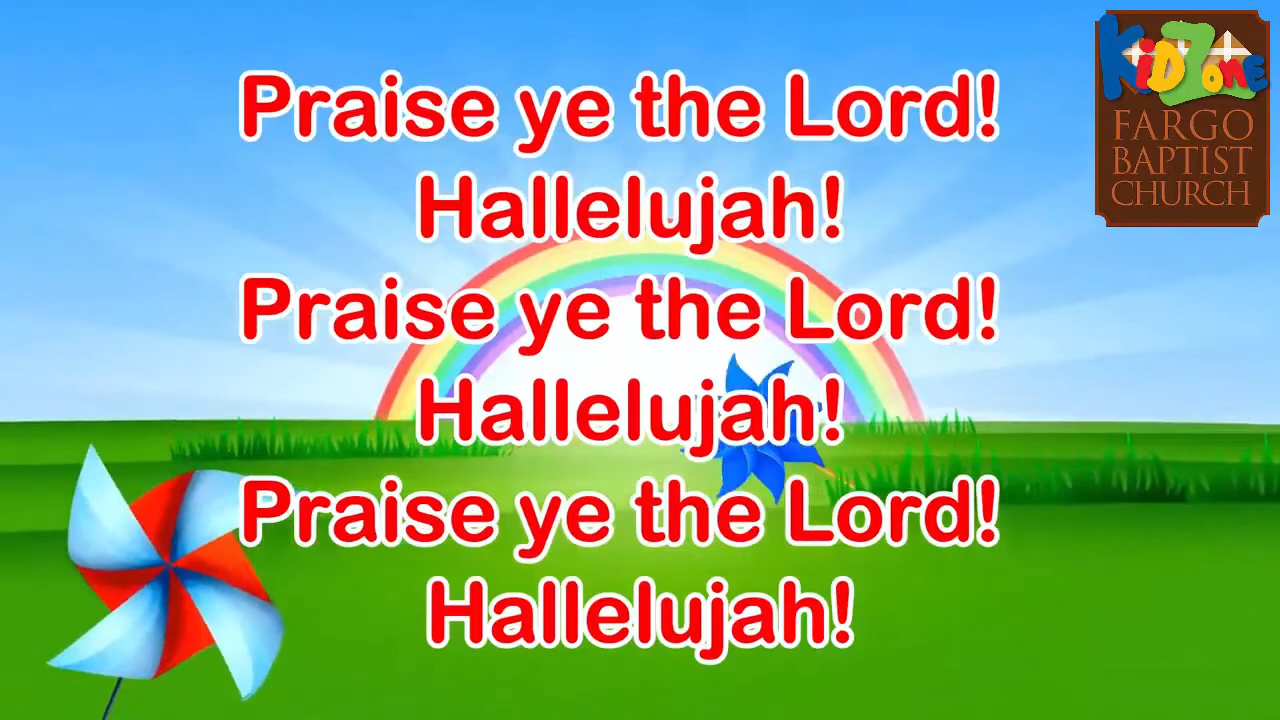 Praise ye the Lord!
Hallelujah!
Praise ye the Lord!
Hallelujah!
Praise ye the Lord!
Hallelujah!
KidZone
FARGO
BAPTIST
CHURCH